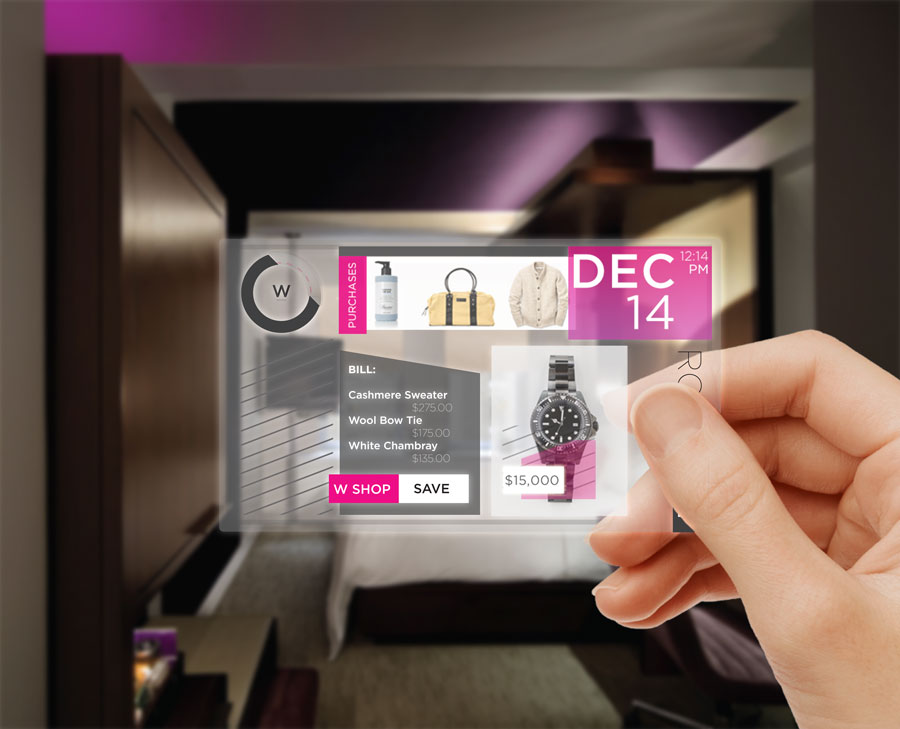 W
PURCHASES
DEC
14
12:14
PM
BILL:
Cashmere Sweater
$275.00
Wool Bow Tie
$175.00
White Chambray
$135.00
W SHOP
SAVE
$15,000